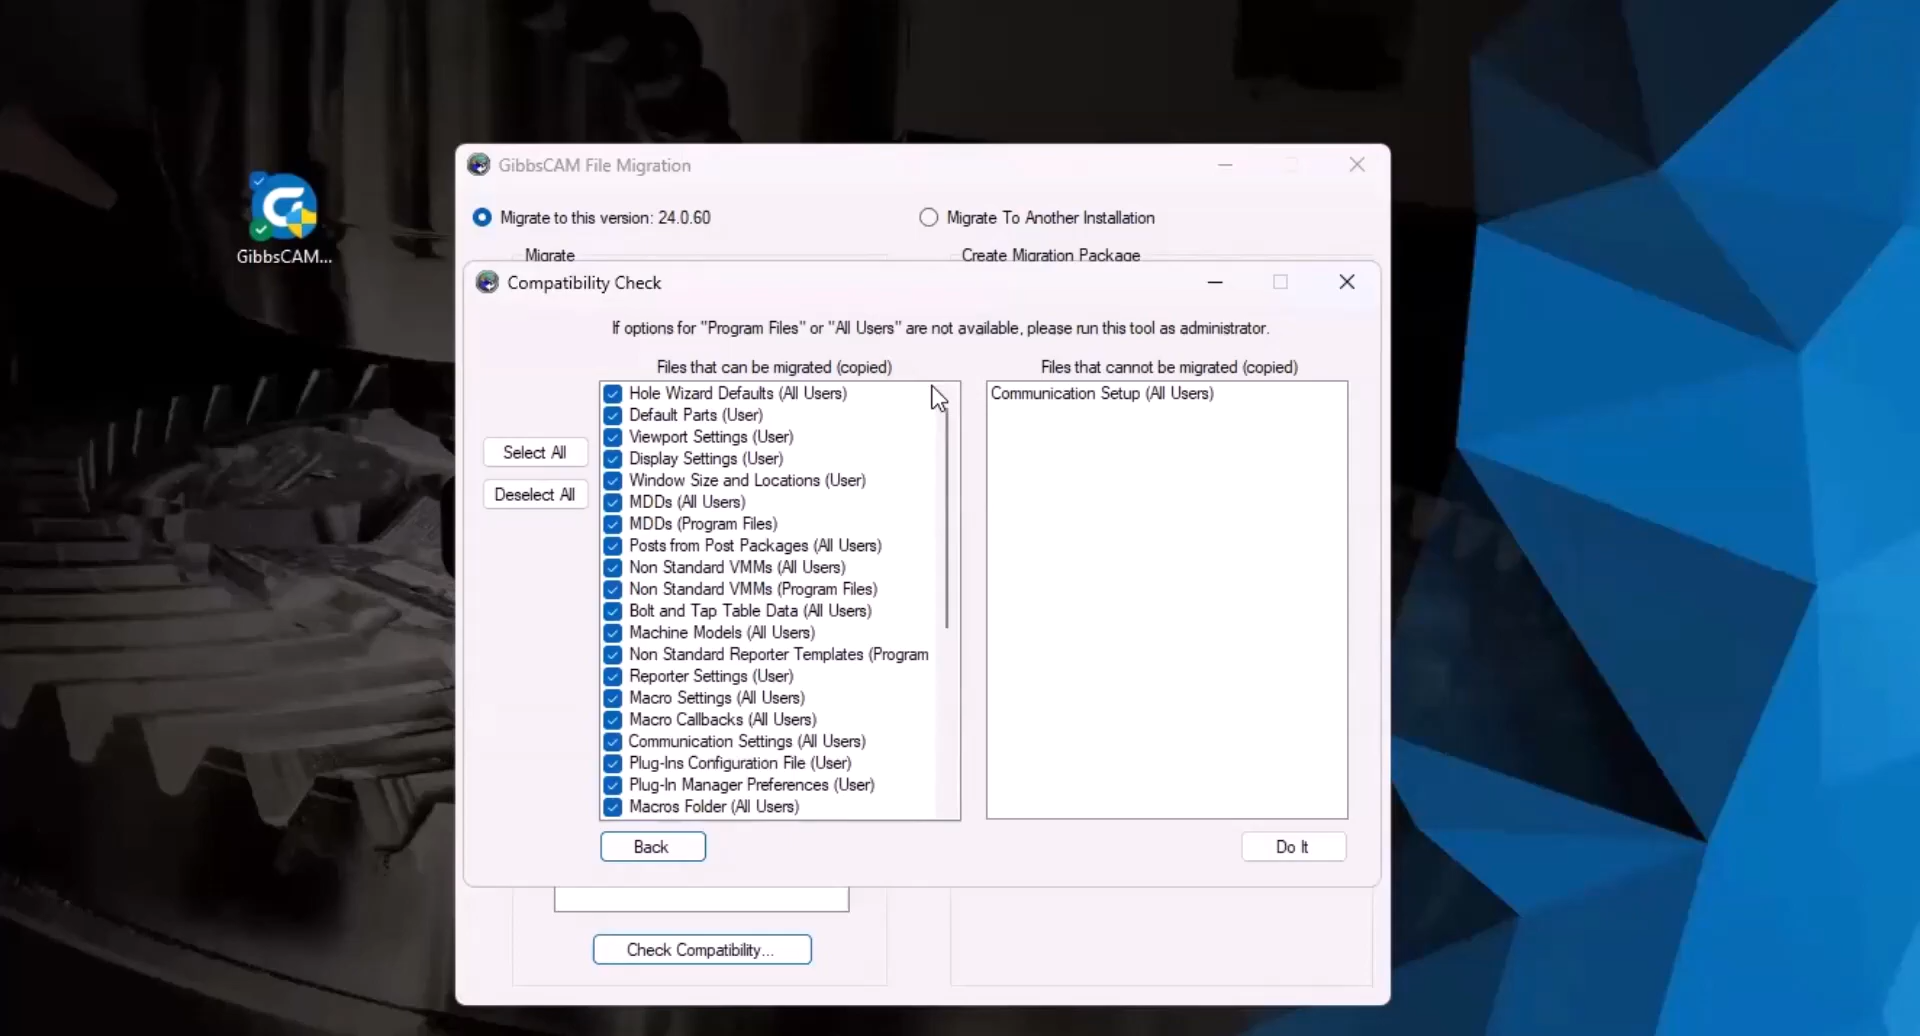 GibbsCAM...
GibbsCAM File Migration
Migrate to this version: 24.0.60
Migrate To Another Installation
Migrate
Create Migration Package
Compatibility Check
If options for "Program Files" or "All Users" are not available, please run this tool as administrator.
Files that can be migrated (copied)
Files that cannot be migrated (copied)
Select All
Deselect All
Hole Wizard Defaults (All Users)
Default Parts (User)
Viewport Settings (User)
Display Settings (User)
Window Size and Locations (User)
MDDs (All Users)
MDDs (Program Files)
Posts from Post Packages (All Users)
Non Standard VMMs (All Users)
Non Standard VMMs (Program Files)
Bolt and Tap Table Data (All Users)
Machine Models (All Users)
Non Standard Reporter Templates (Program
Reporter Settings (User)
Macro Settings (All Users)
Macro Callbacks (All Users)
Communication Settings (All Users)
Plug-Ins Configuration File (User)
Plug-In Manager Preferences (User)
Macros Folder (All Users)
Communication Setup (All Users)
Back
Do It
Check Compatibility...